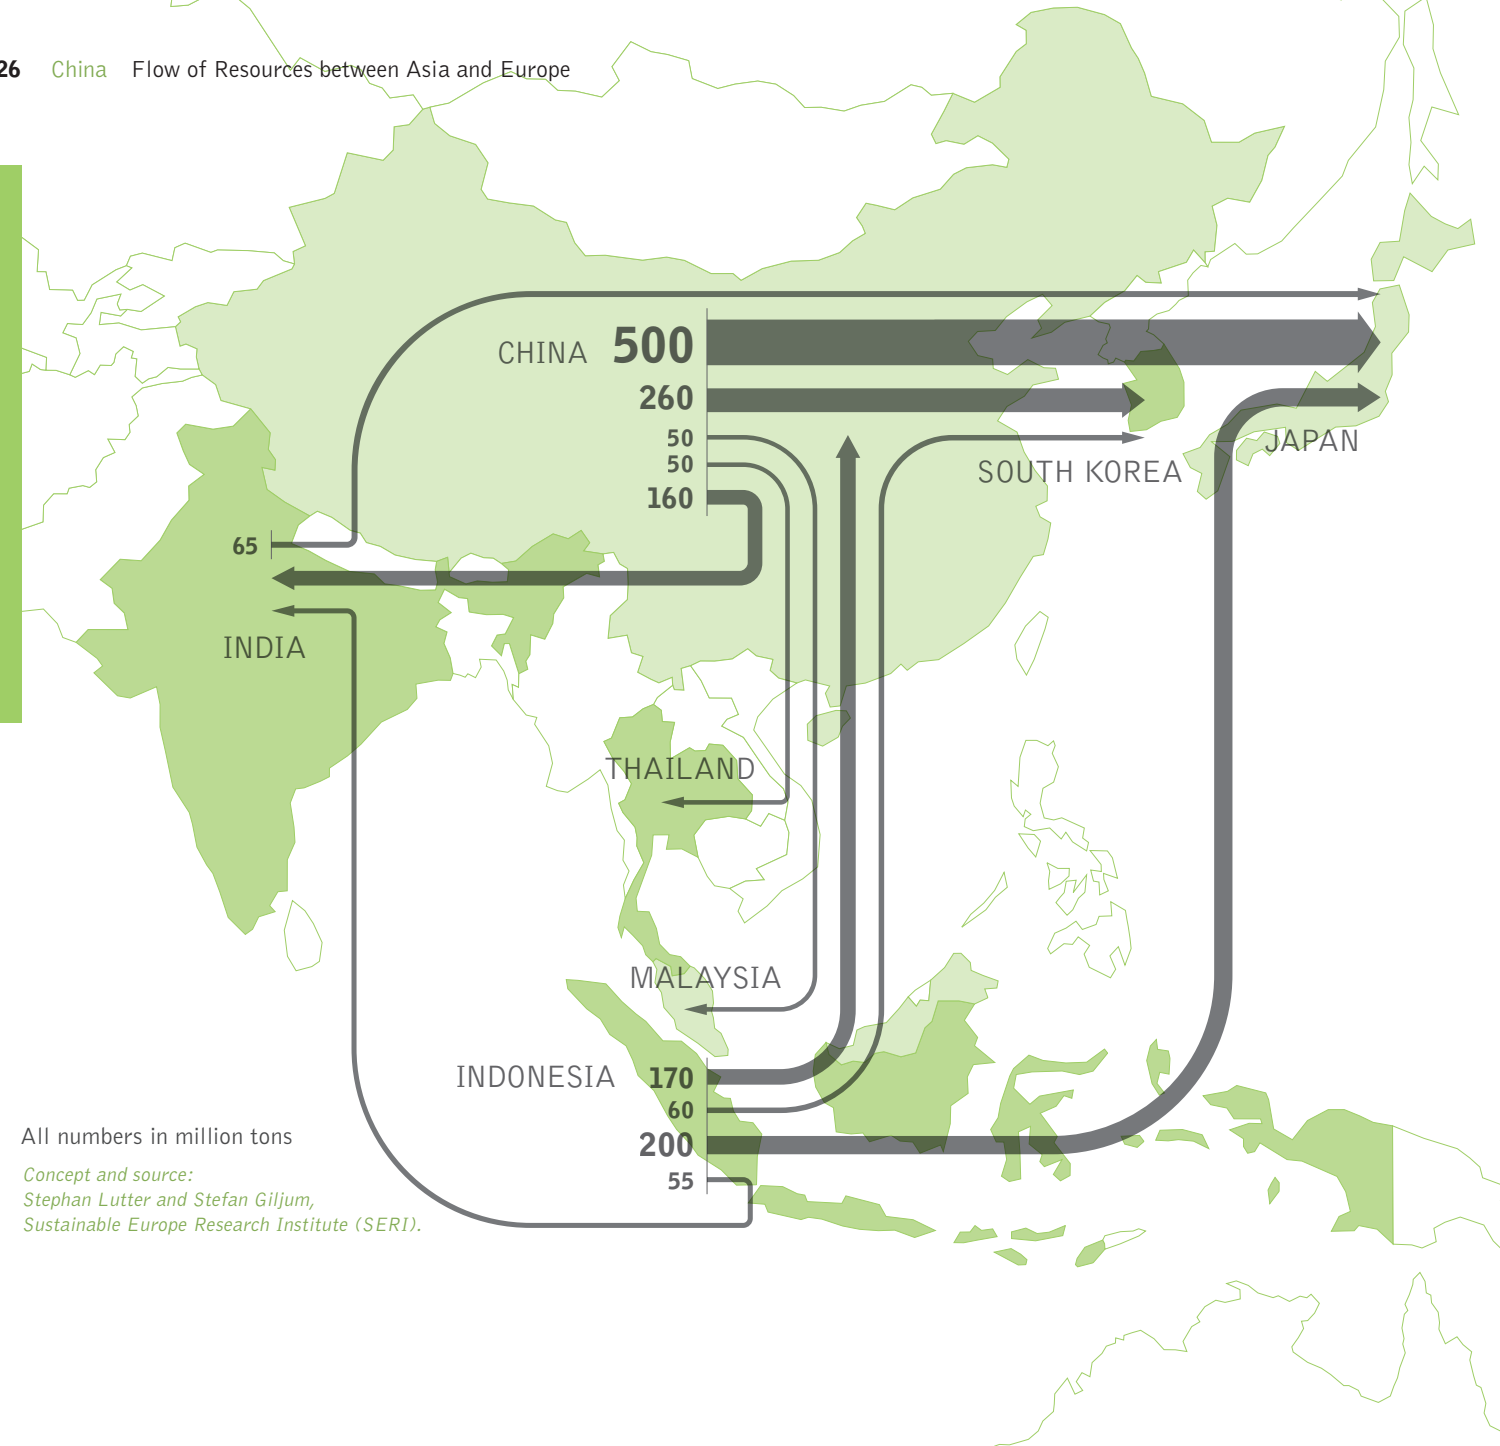 26 China Flow of Resources between Asia and Europe
CHINA 500
260
50
50
160
JAPAN
SOUTH KOREA
65
INDIA
THAILAND
MALAYSIA
INDONESIA 170
60
200
55
All numbers in million tons
Concept and source:
Stephan Lutter and Stefan Giljum,
Sustainable Europe Research Institute (SERI).